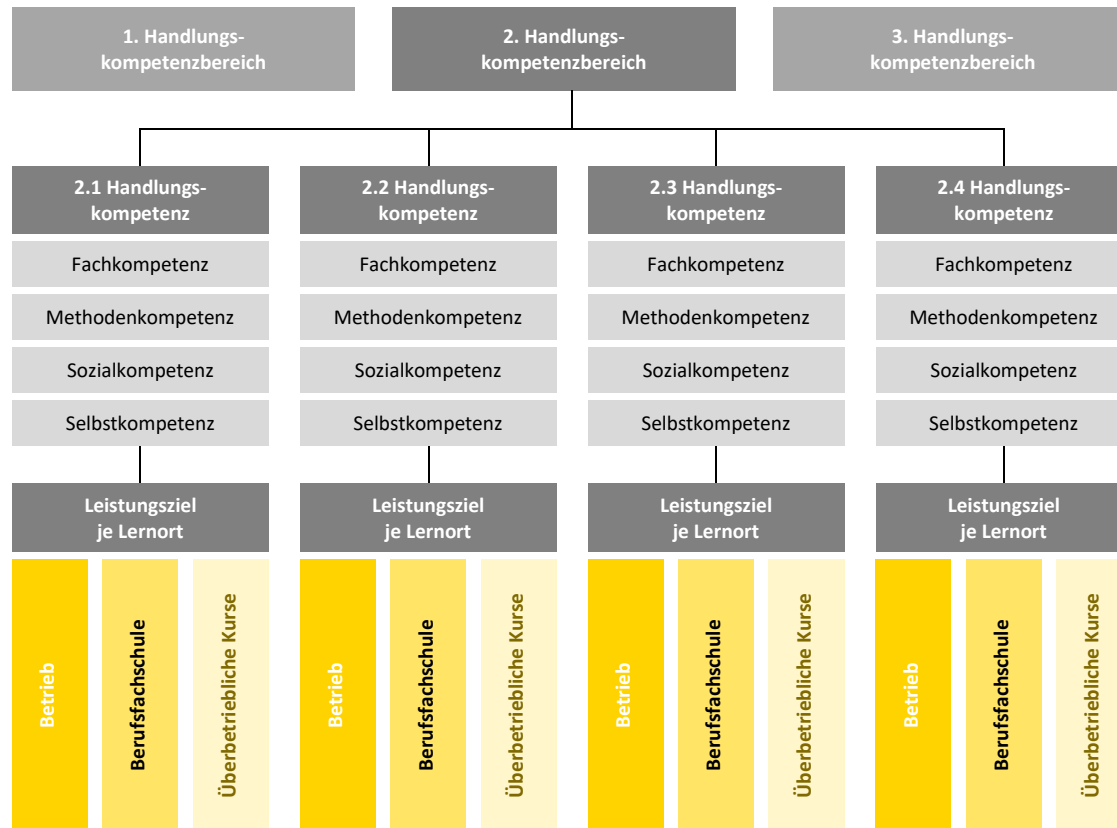 1. Handlungs-
kompetenzbereich
2. Handlungs-
kompetenzbereich
3. Handlungs-
kompetenzbereich
2.1 Handlungs-
kompetenz
2.2 Handlungs-
kompetenz
2.3 Handlungs-
kompetenz
2.4 Handlungs-
kompetenz
Fachkompetenz
Fachkompetenz
Fachkompetenz
Fachkompetenz
Methodenkompetenz
Methodenkompetenz
Methodenkompetenz
Methodenkompetenz
Sozialkompetenz
Sozialkompetenz
Sozialkompetenz
Sozialkompetenz
Selbstkompetenz
Selbstkompetenz
Selbstkompetenz
Selbstkompetenz
Leistungsziel
je Lernort
Leistungsziel
je Lernort
Leistungsziel
je Lernort
Leistungsziel
je Lernort
Betrieb
Berufsfachschule
Überbetriebliche Kurse
Betrieb
Berufsfachschule
Überbetriebliche Kurse
Betrieb
Berufsfachschule
Überbetriebliche Kurse
Betrieb
Berufsfachschule
Überbetriebliche Kurse